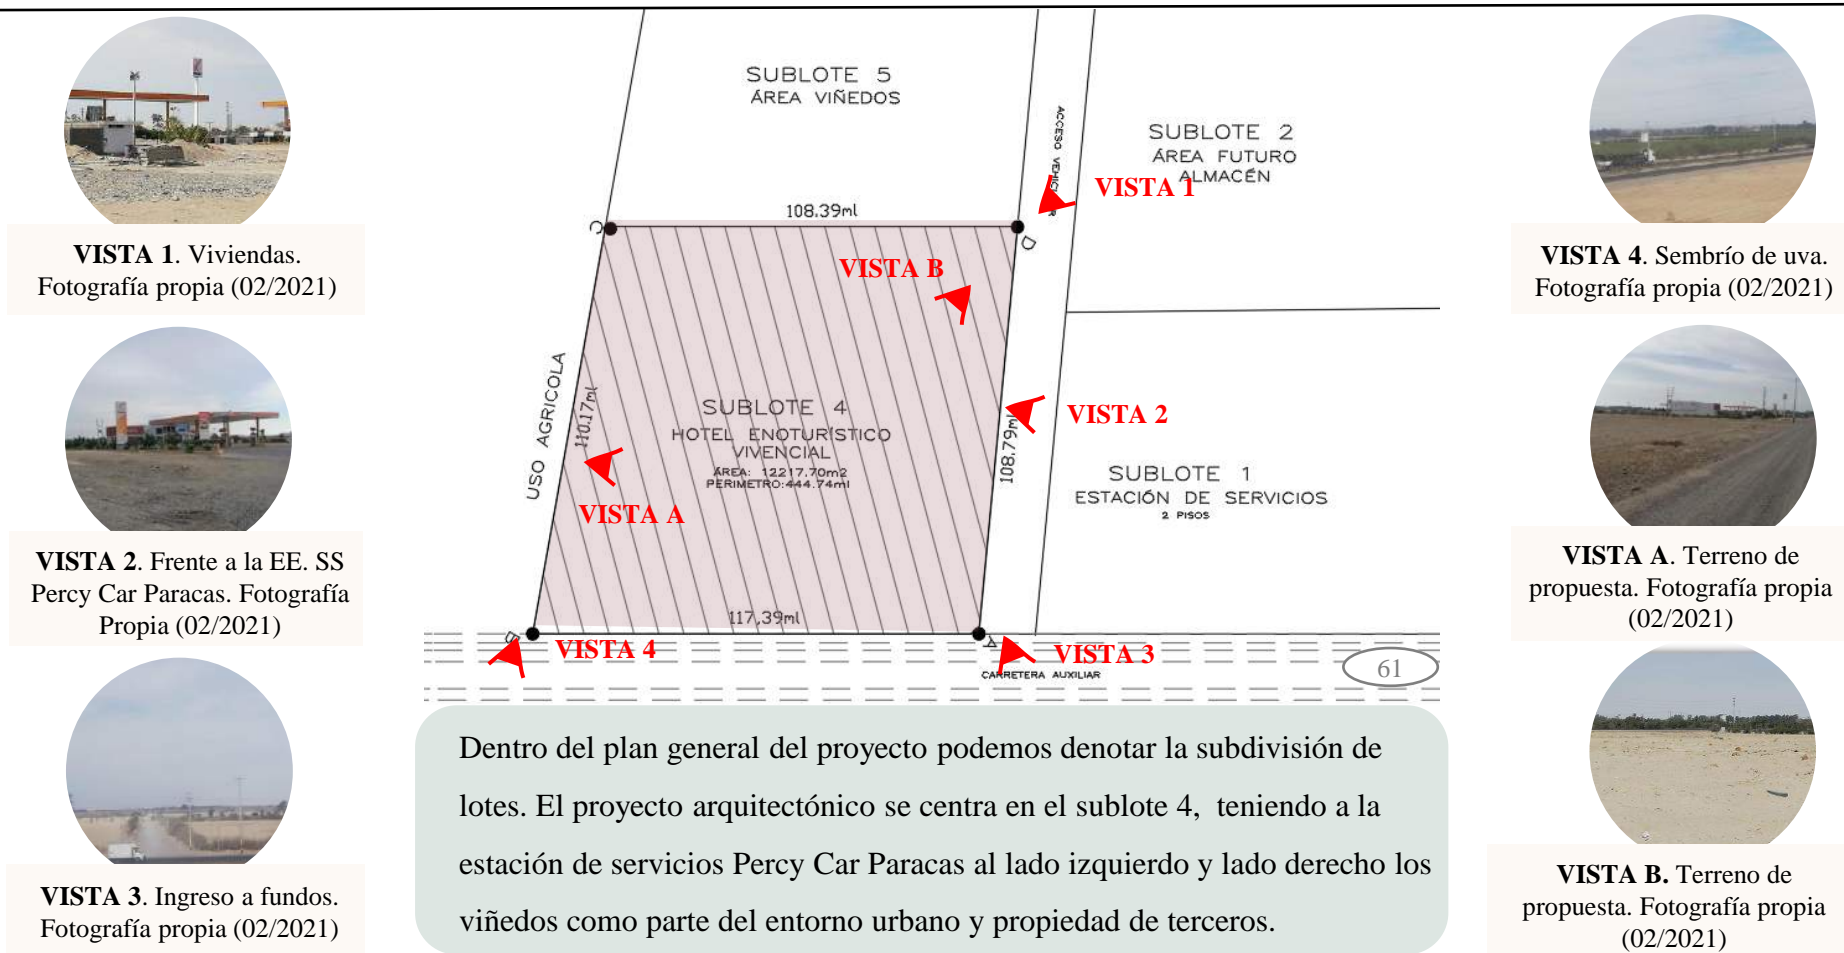 VISTA 1. Viviendas.
Fotografía propia (02/2021)
VISTA 2. Frente a la EE. SS
Percy Car Paracas. Fotografía
Propia (02/2021)
VISTA 3. Ingreso a fundos.
Fotografía propia (02/2021)
SUBLOTE 5
ÁREA VIÑEDOS
ACCESO VEHICULAR
SUBLOTE 2
ÁREA FUTURO
ALMACÉN
VISTA 1
108.39ml
C
D
VISTA B
USO AGRICOLA
110.17ml
SUBLOTE 4
HOTEL ENOTURÍSTICO
VIVENCIAL
ÁREA: 12217.70m2
PERIMETRO:444.74ml
VISTA A
108.79ml
VISTA 2
SUBLOTE 1
ESTACIÓN DE SERVICIOS
2 PISOS
117.39ml
B
A
VISTA 4
VISTA 3
CARRETERA AUXILIAR
61
Dentro del plan general del proyecto podemos denotar la subdivisión de
lotes. El proyecto arquitectónico se centra en el sublote 4, teniendo a la
estación de servicios Percy Car Paracas al lado izquierdo y lado derecho los
viñedos como parte del entorno urbano y propiedad de terceros.
VISTA 4. Sembrío de uva.
Fotografía propia (02/2021)
VISTA A. Terreno de
propuesta. Fotografía propia
(02/2021)
VISTA B. Terreno de
propuesta. Fotografía propia
(02/2021)